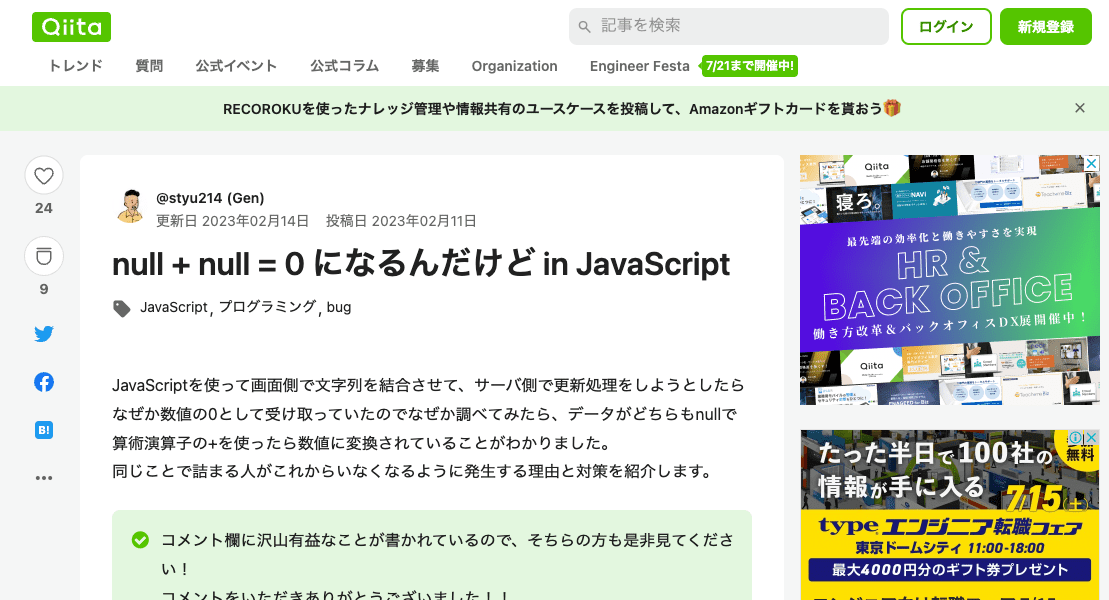 Qiita
記事を検索
ログイン
新規登録
トレンド 質問 公式イベント 公式コラム 募集 Organization Engineer Festa 7/21まで開催中!
RECOROKUを使ったナレッジ管理や情報共有のユースケースを投稿して、Amazonギフトカードを貰おう🎁
24
9
B!
@styu214 (Gen)
更新日 2023年02月14日 投稿日 2023年02月11日
null + null = 0 になるんだけど in JavaScript
JavaScript, プログラミング, bug
JavaScriptを使って画面側で文字列を結合させて、サーバ側で更新処理をしようとしたら
なぜか数値の0として受け取っていたのでなぜか調べてみたら、データがどちらもnullで
算術演算子の+を使ったら数値に変換されていることがわかりました。
同じことで詰まる人がこれからいなくなるように発生する理由と対策を紹介します。
コメント欄に沢山有益なことが書かれているので、そちらの方も是非見てくださ
い！
コメントをいただきありがとうございました！！
Qiita
寝ろ。
NAVI
最先端の効率化と働きやすさを実現
HR &
BACK OFFICE
働き方改革&バックオフィスDX展開催中！
Qiita
たった半日で100社の
情報が手に入る
無料
7.15(土)
type エンジニア転職フェア
東京ドームシティ 11:00-18:00
最大4000円分のギフト券プレゼント